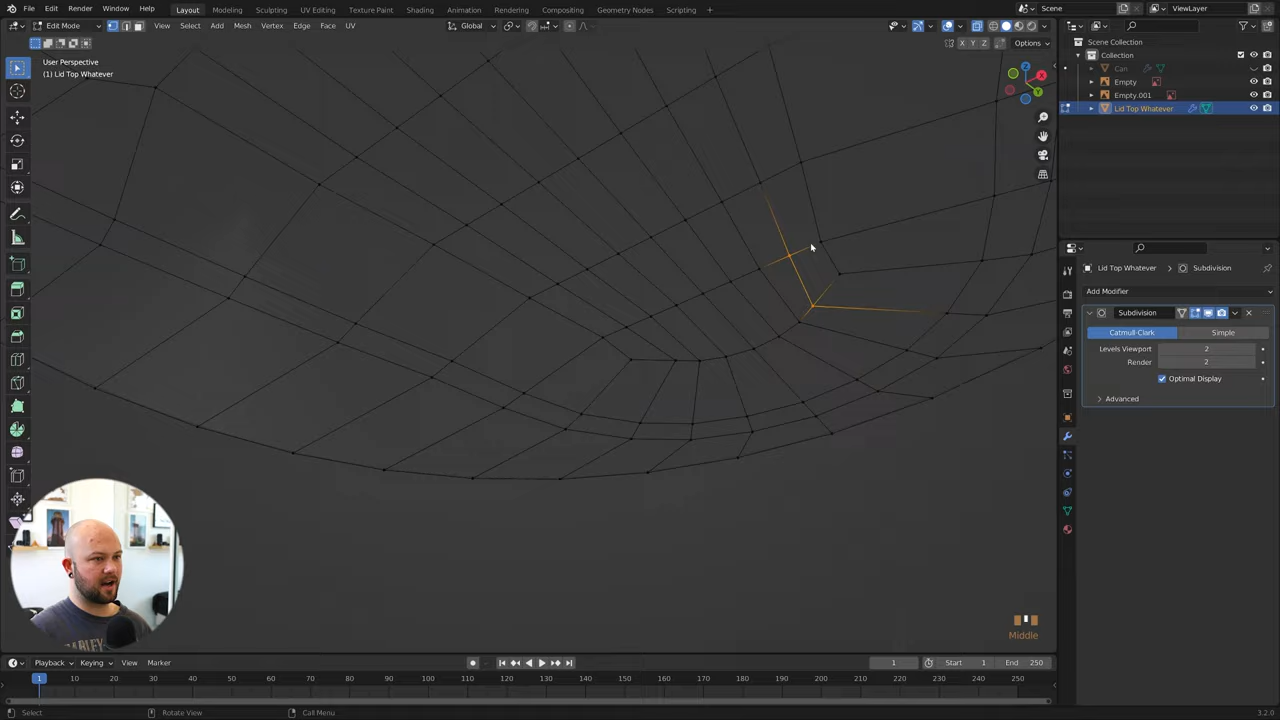 File Edit Render Window Help Layout Modeling Sculpting UV Editing Texture Paint Shading Animation Rendering Compositing Geometry Nodes Scripting Scene ViewLayer
Edit Mode View Select Add Mesh Vertex Edge Face UV Global
X Y Z Options
User Perspective
(1) Lid Top Whatever
Z
X
Y
Scene Collection
Collection
Can
Empty
Empty.001
Lid Top Whatever
Lid Top Whatever > Subdivision
Add Modifier
Subdivision
Catmull-Clark Simple
Levels Viewport 2
Render 2
Optimal Display
Advanced
Middle
Playback Keying View Marker 1 Start 1 End 250
1 10 20 30 40 50 60 70 80 90 100 110 120 130 140 150 160 170 180 190 200 210 220 230 240 250
Select Rotate View Call Menu 3.2.0